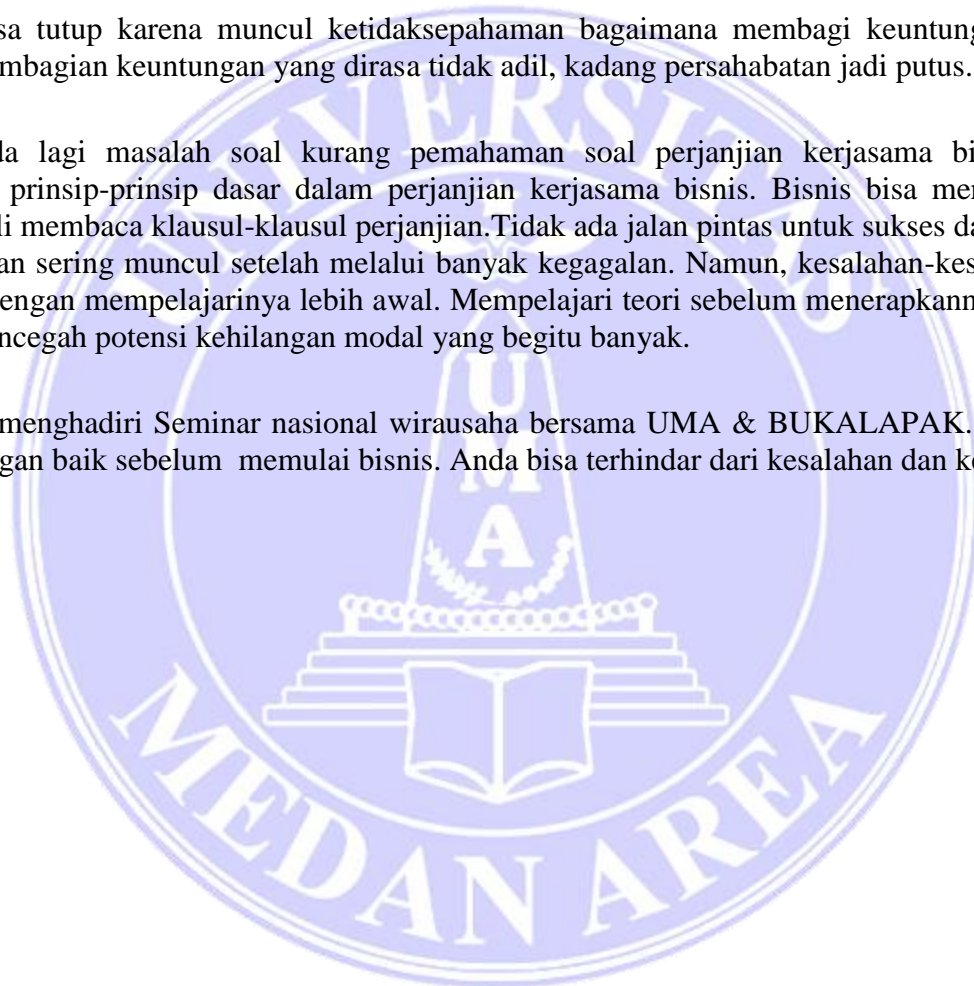 sa tutup karena muncul ketidaksepahaman bagaimana membagi keuntung
mbagian keuntungan yang dirasa tidak adil, kadang persahabatan jadi putus.
la lagi masalah soal kurang pemahaman soal perjanjian kerjasama bi
prinsip-prinsip dasar dalam perjanjian kerjasama bisnis. Bisnis bisa mer
li membaca klausul-klausul perjanjian.Tidak ada jalan pintas untuk sukses da
an sering muncul setelah melalui banyak kegagalan. Namun, kesalahan-kes
engan mempelajarinya lebih awal. Mempelajari teori sebelum menerapkann
ncegah potensi kehilangan modal yang begitu banyak.
menghadiri Seminar nasional wirausaha bersama UMA & BUKALAPAK.
gan baik sebelum  memulai bisnis. Anda bisa terhindar dari kesalahan dan ke
UNIVERSITAS
UMA
MEDAN AREA